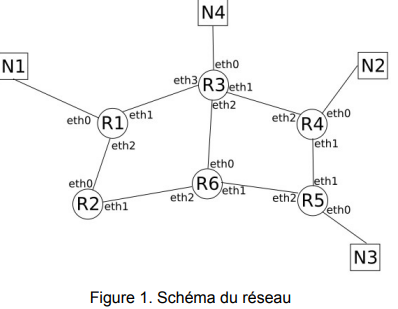 N4
N1
N2
eth0
eth3
R3
eth1
eth2
eth0
R1
eth1
eth2
eth2
R4
eth0
eth1
eth0
R2
eth1
eth0
eth2
R6
eth1
eth1
eth2
R5
eth0
N3
Figure 1. Schéma du réseau